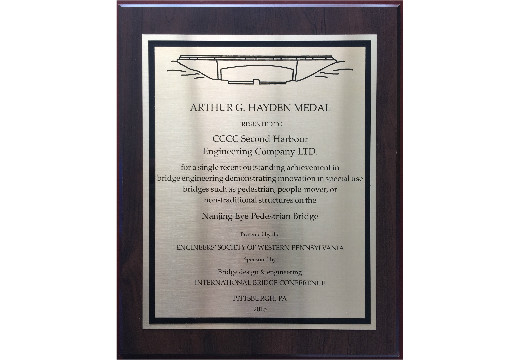 ARTHUR G. HAYDEN MEDAL
PRESENTED TO
CCCC Second Harbour
Engineering Company LTD.
for a single recent outstanding achievement in
bridge engineering demonstrating innovation in special use
bridges such as pedestrian, people-mover, or
non-traditional structures on the
Nanjing Eye Pedestrian Bridge
Presented by the
ENGINEERS' SOCIETY OF WESTERN PENNSYLVANIA
Sponsored by
Bridge design & engineering
INTERNATIONAL BRIDGE CONFERENCE
PITTSBURGH, PA